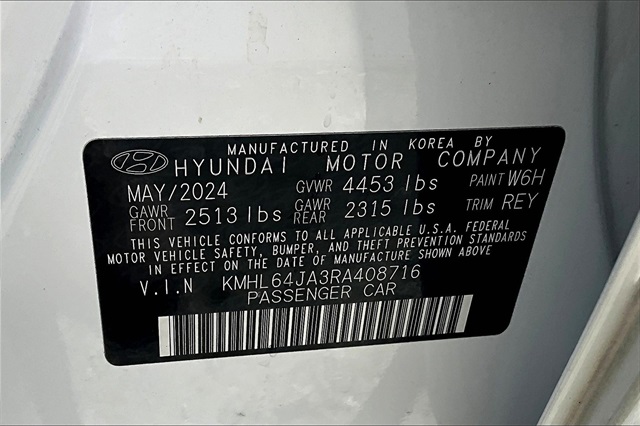 MANUFACTURED IN KOREA BY
HYUNDAI MOTOR COMPANY
MAY/2024 GVWR 4453 lbs PAINT W6H
GAWR FRONT 2513 lbs GAWR REAR 2315 lbs TRIM REY
THIS VEHICLE CONFORMS TO ALL APPLICABLE U.S.A. FEDERAL
MOTOR VEHICLE SAFETY, BUMPER, AND THEFT PREVENTION STANDARDS
IN EFFECT ON THE DATE OF MANUFACTURE SHOWN ABOVE
V.I.N KMHL64JA3RA408716
PASSENGER CAR